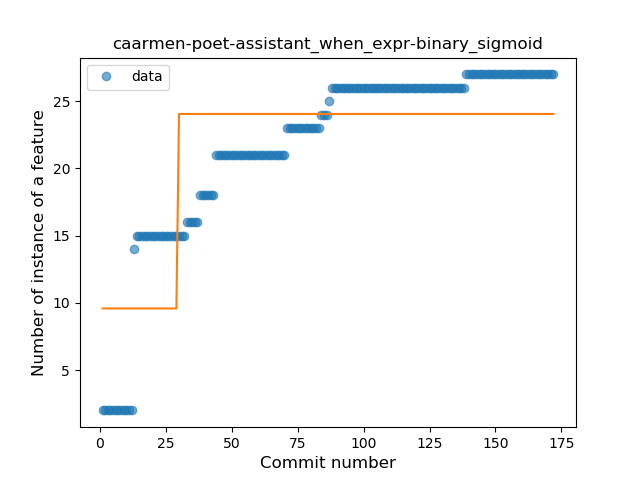 caarmen-poet-assistant_when_expr-binary_sigmoid
data
Number of instance of a feature
25
20
15
10
5
0 25 50 75 100 125 150 175
Commit number